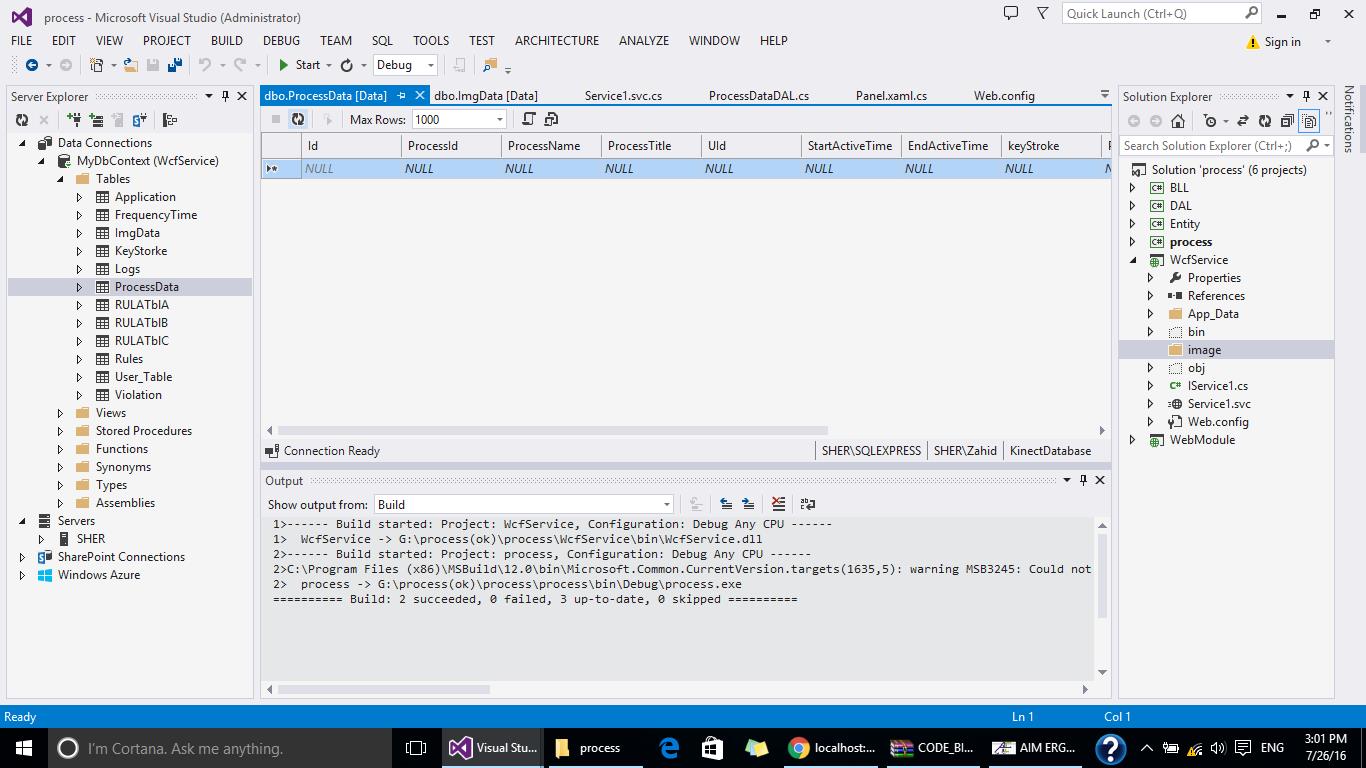 process - Microsoft Visual Studio (Administrator)
Quick Launch (Ctrl+Q)
FILE EDIT VIEW PROJECT BUILD DEBUG TEAM SQL TOOLS TEST ARCHITECTURE ANALYZE WINDOW HELP
Sign in
Start Debug
Server Explorer
Data Connections
MyDbContext (WcfService)
Tables
Application
FrequencyTime
ImgData
KeyStorke
Logs
ProcessData
RULATblA
RULATblB
RULATblC
Rules
User_Table
Violation
Views
Stored Procedures
Functions
Synonyms
Types
Assemblies
Servers
SHER
SharePoint Connections
Windows Azure
dbo.ProcessData [Data] dbo.ImgData [Data] Service1.svc.cs ProcessDataDAL.cs Panel.xaml.cs Web.config
Max Rows: 1000
Id ProcessId ProcessName ProcessTitle UId StartActiveTime EndActiveTime keyStroke
NULL NULL NULL NULL NULL NULL NULL NULL
Connection Ready SHER\SQLEXPRESS SHER\Zahid KinectDatabase
Output
Show output from: Build
1>------ Build started: Project: WcfService, Configuration: Debug Any CPU ------
1> WcfService -> G:\process(ok)\process\WcfService\bin\WcfService.dll
2>------ Build started: Project: process, Configuration: Debug Any CPU ------
2>C:\Program Files (x86)\MSBuild\12.0\bin\Microsoft.Common.CurrentVersion.targets(1635,5): warning MSB3245: Could not
2> process -> G:\process(ok)\process\process\bin\Debug\process.exe
========== Build: 2 succeeded, 0 failed, 3 up-to-date, 0 skipped ==========
Solution Explorer
Search Solution Explorer (Ctrl+;)
Solution 'process' (6 projects)
BLL
DAL
Entity
process
WcfService
Properties
References
App_Data
bin
image
obj
IService1.cs
Service1.svc
Web.config
WebModule
Notifications
Ready Ln 1 Col 1
I'm Cortana. Ask me anything.
Visual Stu...
process
localhost:...
CODE_BI...
AIM ERG...
ENG
3:01 PM
7/26/16